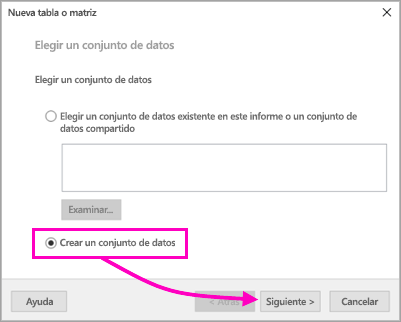 Nueva tabla o matriz
Elegir un conjunto de datos
Elegir un conjunto de datos
Elegir un conjunto de datos existente en este informe o un conjunto de
datos compartido
Examinar...
Crear un conjunto de datos
Ayuda
< Atrás
Siguiente >
Cancelar